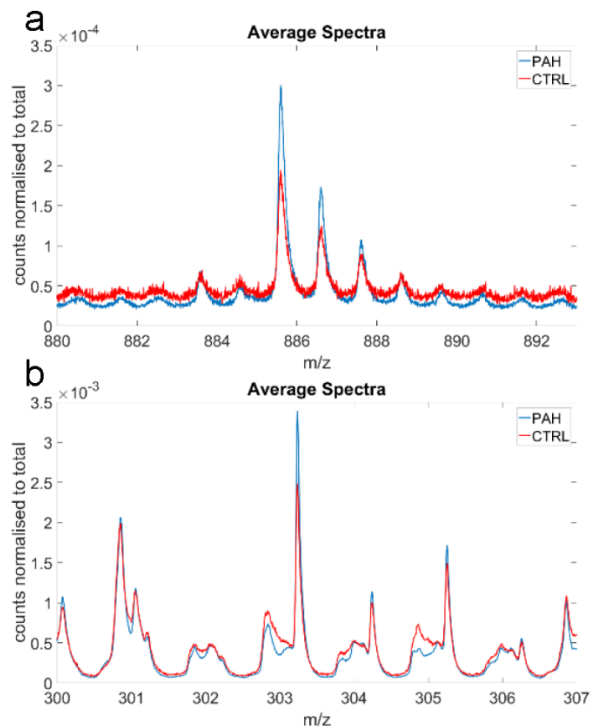 a
×10^-4
Average Spectra
3.5
3
2.5
2
1.5
1
0.5
0
counts normalised to total
PAH
CTRL
880
882
884
886
888
890
892
m/z
b
×10^-3
Average Spectra
3.5
3
2.5
2
1.5
1
0.5
0
counts normalised to total
PAH
CTRL
300
301
302
303
304
305
306
307
m/z